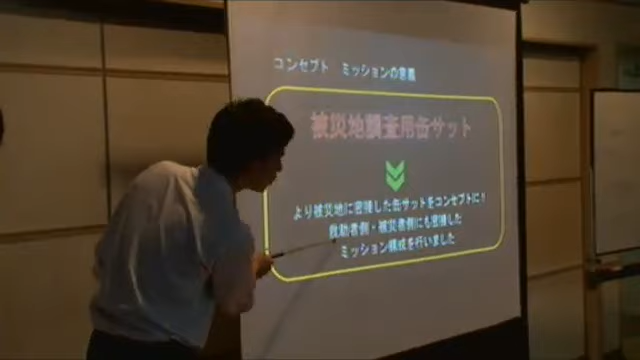 コンセプト ミッションの意義
被災地調査用缶サット
より被災地に密着した缶サットをコンセプトに!
救助者側・被災者側にも密着した
ミッション構成を行いました